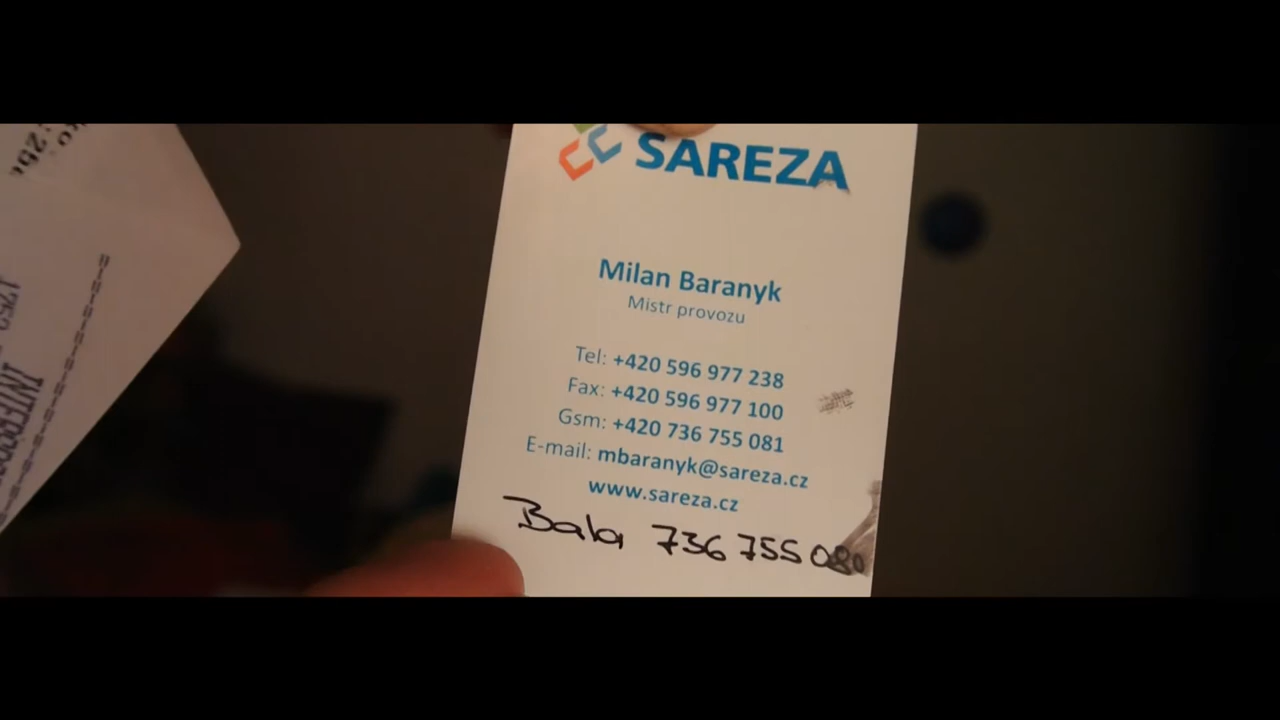 SAREZA
Milan Baranyk
Mistr provozu
Tel: +420 596 977 238
Fax: +420 596 977 100
Gsm: +420 736 755 081
E-mail: mbaranyk@sareza.cz
www.sareza.cz
Bala 736 755 080